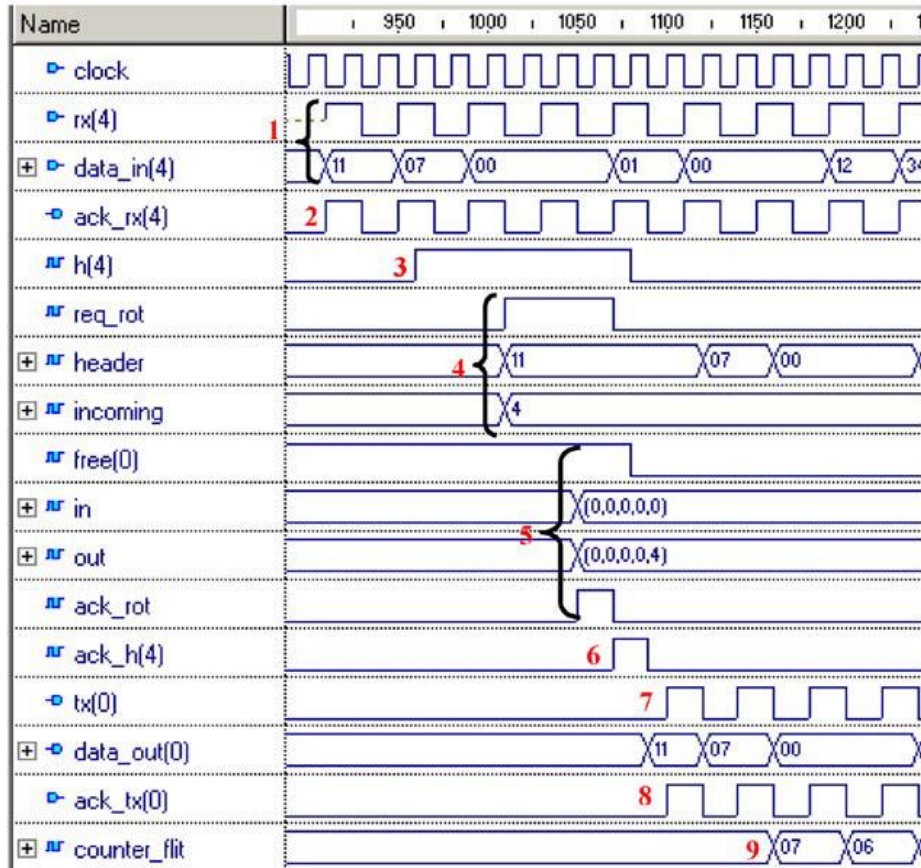 Name 950 1000 1050 1100 1150 1200
clock
1 rx(4)
data_in(4) 11 07 00 01 00 12 34
2 ack_rx(4)
3 h(4)
req_rot
4 header 11 07 00
incoming 4
free(0)
in (0,0,0,0,0)
5 out (0,0,0,0,4)
ack_rot
6 ack_h(4)
7 tx(0)
data_out(0) 11 07 00
8 ack_tx(0)
9 counter_flit 07 06